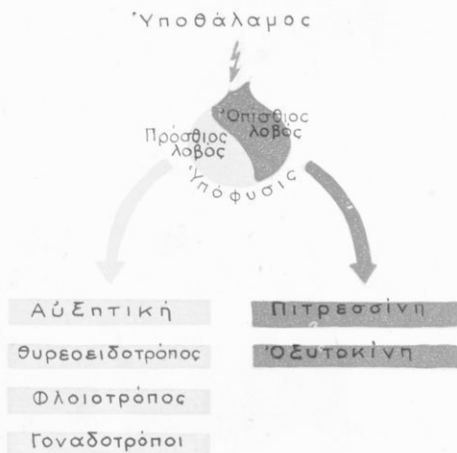 Ὑποθάλαμος
Ὀπίσθιος
λοβός
Πρόσθιος
λοβός
Ὑπόφυσις
Αὐξητική
Πιτρεσσίνη
Θυρεοειδοτρόπος
Ὀξυτοκίνη
Φλοιοτρόπος
Γοναδοτρόποι